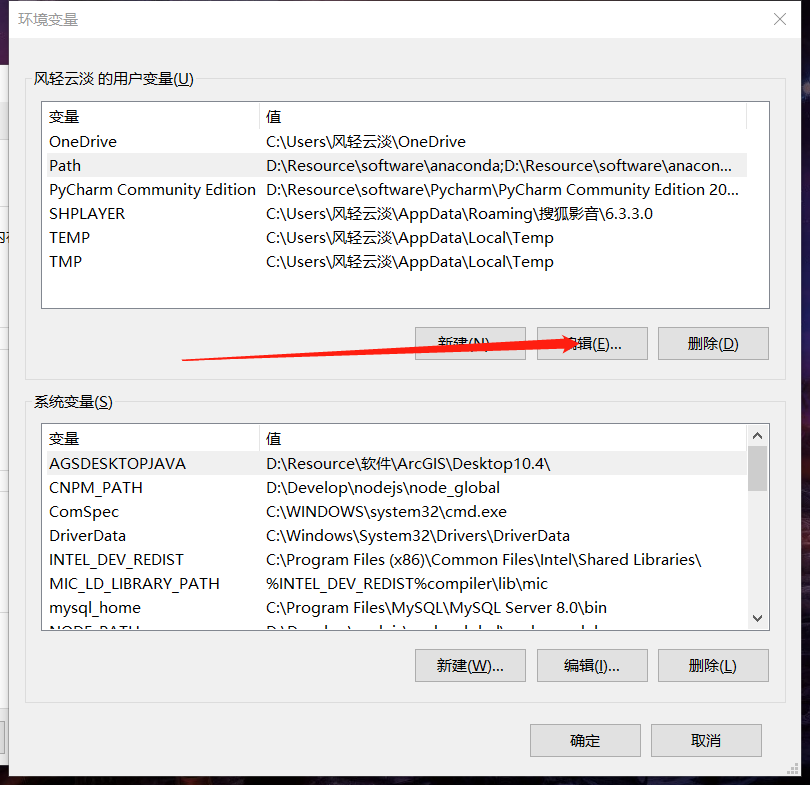 环境变量
风轻云淡 的用户变量(U)
变量 值
OneDrive C:\Users\风轻云淡\OneDrive
Path D:\Resource\software\anaconda;D:\Resource\software\anacon...
PyCharm Community Edition D:\Resource\software\Pycharm\PyCharm Community Edition 20...
SHPLAYER C:\Users\风轻云淡\AppData\Roaming\搜狐影音\6.3.3.0
TEMP C:\Users\风轻云淡\AppData\Local\Temp
TMP C:\Users\风轻云淡\AppData\Local\Temp
新建(N)... 编辑(E)... 删除(D)
系统变量(S)
变量 值
AGSDESKTOPJAVA D:\Resource\软件\ArcGIS\Desktop10.4\
CNPM_PATH D:\Develop\nodejs\node_global
ComSpec C:\WINDOWS\system32\cmd.exe
DriverData C:\Windows\System32\Drivers\DriverData
INTEL_DEV_REDIST C:\Program Files (x86)\Common Files\Intel\Shared Libraries\
MIC_LD_LIBRARY_PATH %INTEL_DEV_REDIST%compiler\lib\mic
mysql_home C:\Program Files\MySQL\MySQL Server 8.0\bin
新建(W)... 编辑(I)... 删除(L)
确定 取消